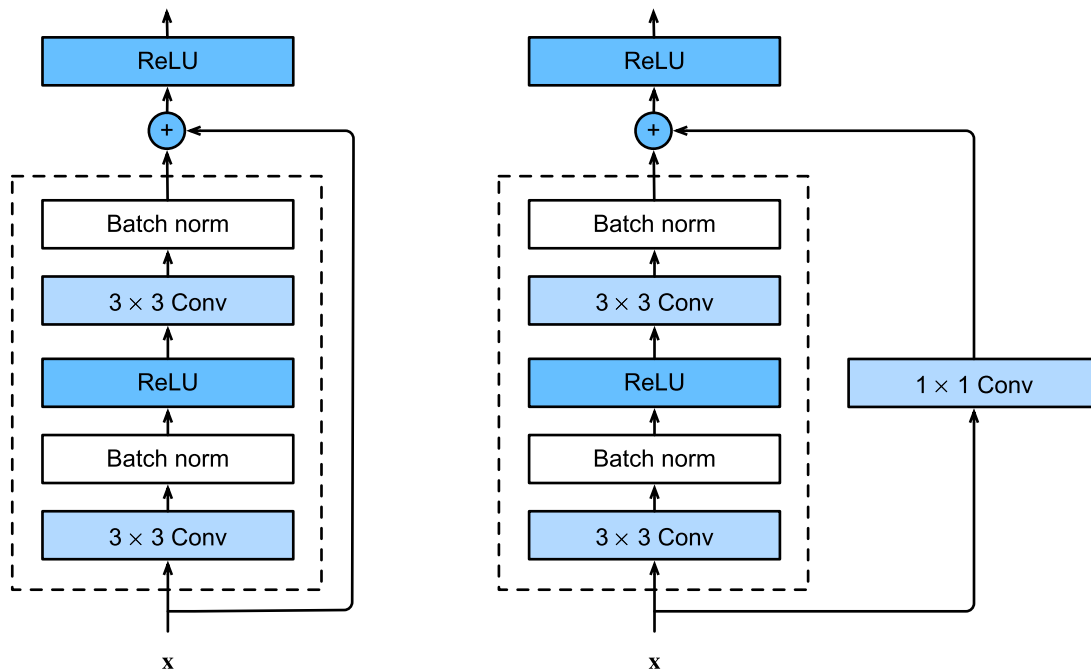 ReLU
+
Batch norm
3 × 3 Conv
ReLU
Batch norm
3 × 3 Conv
x
ReLU
+
Batch norm
3 × 3 Conv
ReLU
Batch norm
3 × 3 Conv
x
1 × 1 Conv